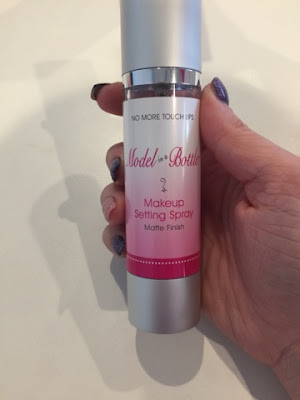 NO MORE TOUCH UPS
Model in a Bottle
Makeup
Setting Spray
Matte Finish